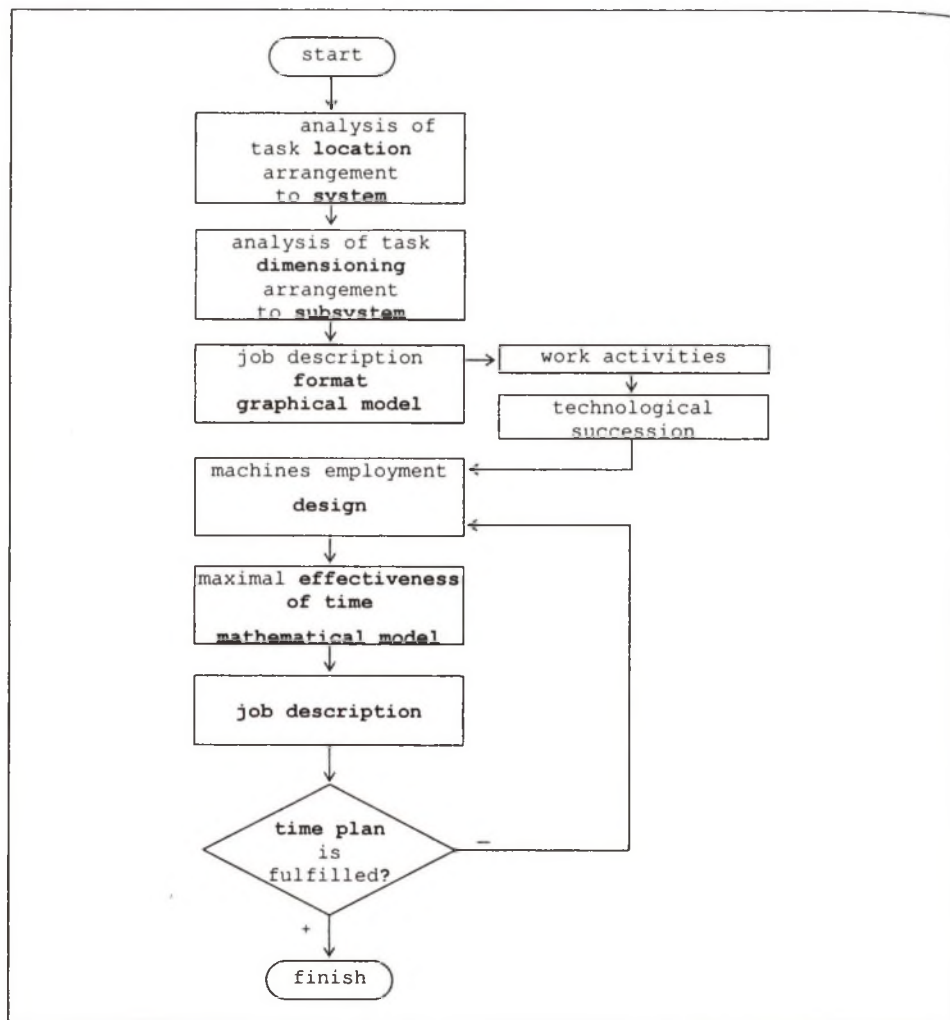 start
analysis of
task location
arrangement
to system
analysis of task
dimensioning
arrangement
to subsystem
job description
format
graphical model
work activities
technological
succession
machines employment
design
maximal effectiveness
of time
mathematical model
job description
time plan
is
fulfilled?
—
+
finish